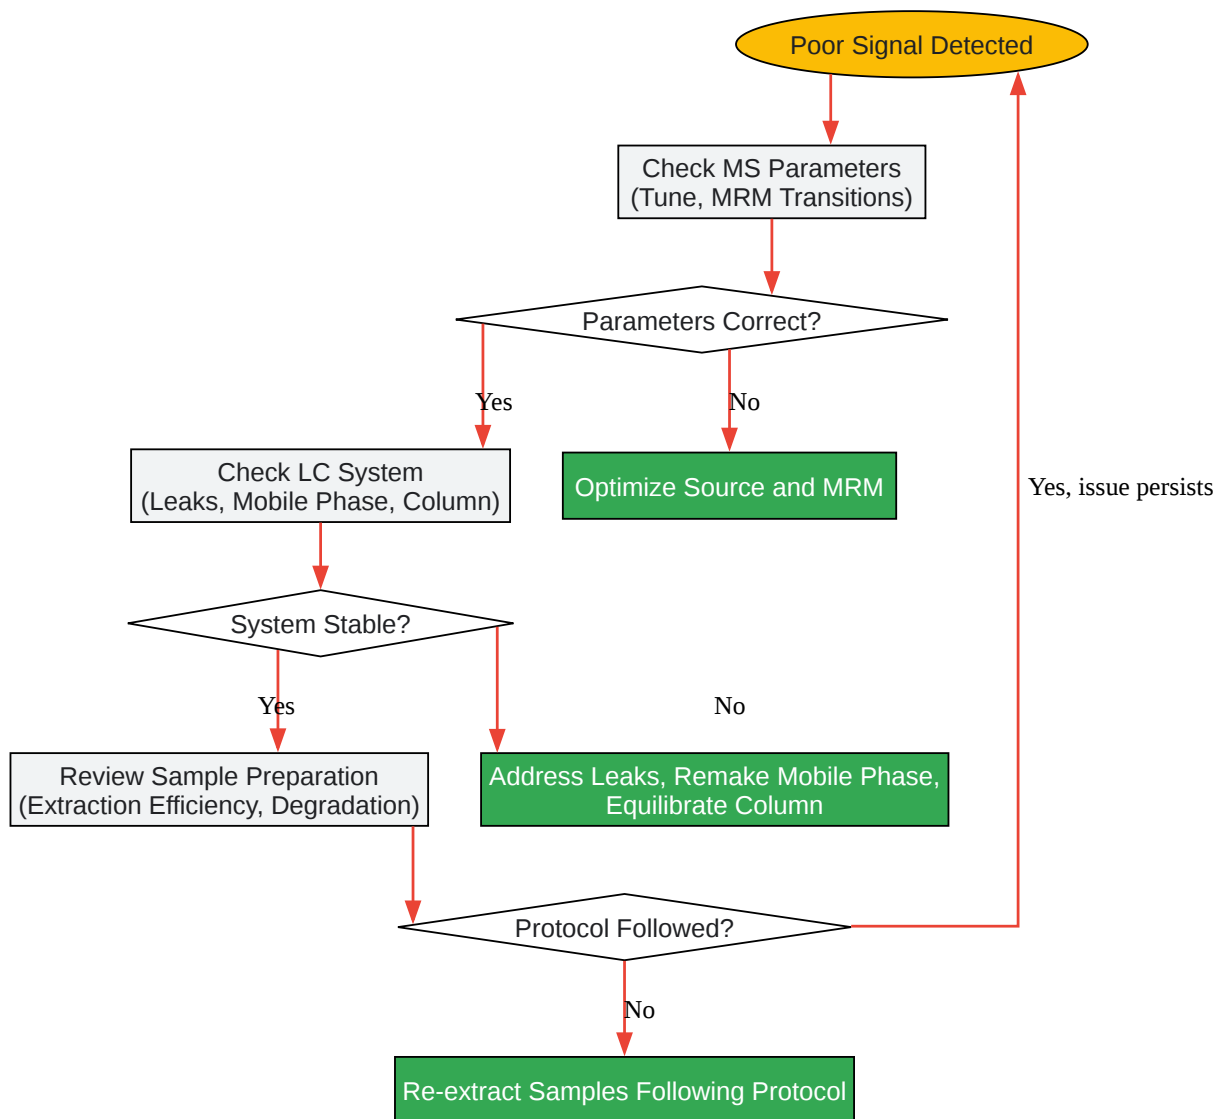 Poor Signal Detected
Check MS Parameters
(Tune, MRM Transitions)
Parameters Correct?
Yes
No
Check LC System
(Leaks, Mobile Phase, Column)
Optimize Source and MRM
Yes, issue persists
System Stable?
Yes
No
Review Sample Preparation
(Extraction Efficiency, Degradation)
Address Leaks, Remake Mobile Phase,
Equilibrate Column
Protocol Followed?
No
Re-extract Samples Following Protocol